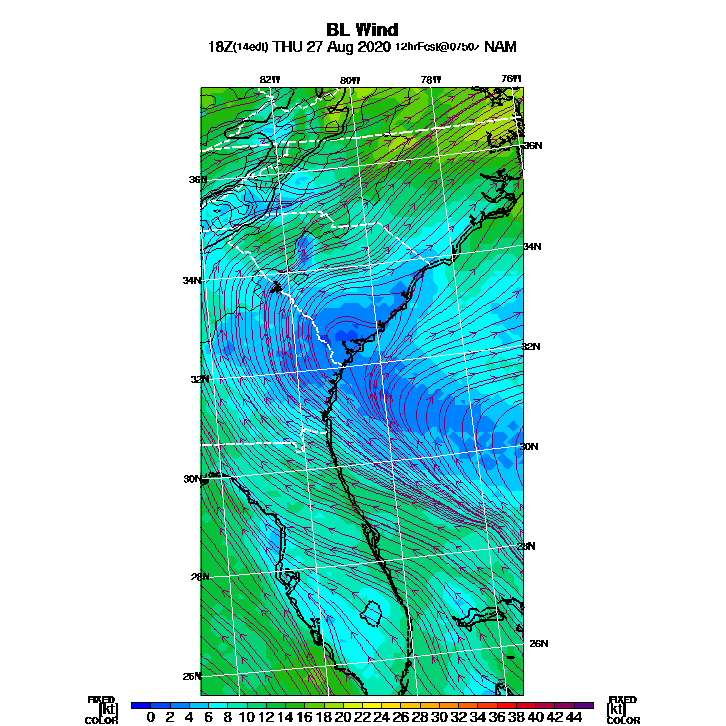 BL Wind
18Z(14edt) THU 27 Aug 2020 12hrFcst@0750z NAM
82W 80W 78W 76W
36N
36N
34N
34N
32N
32N
30N
30N
28N
28N
26N
26N
FIXED FIXED
[kt] 0 2 4 6 8 10 12 14 16 18 20 22 24 26 28 30 32 34 36 38 40 42 44 [kt]
COLOR COLOR